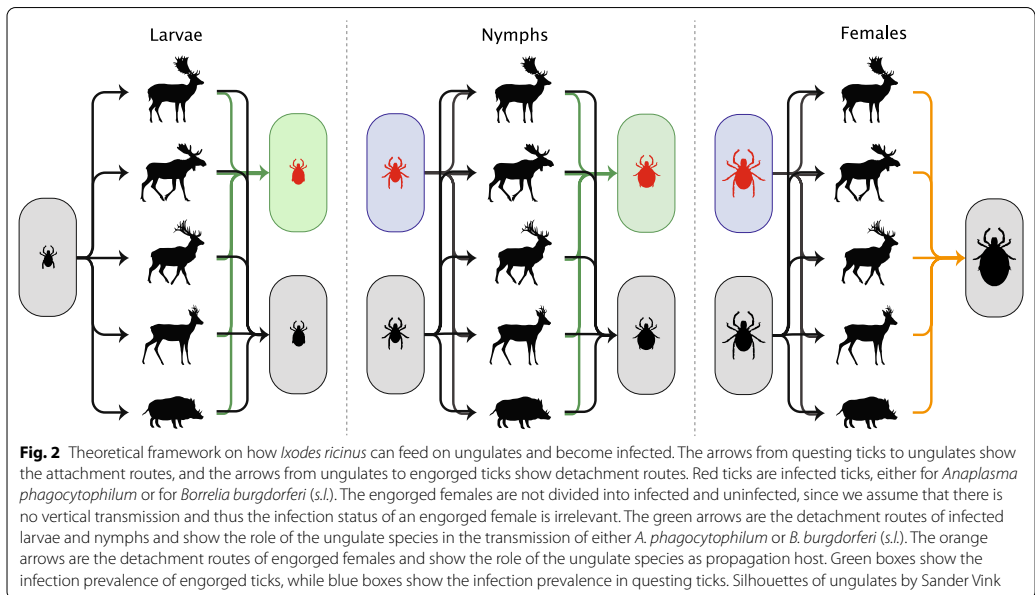 Larvae
Nymphs
Females
Fig. 2 Theoretical framework on how Ixodes ricinus can feed on ungulates and become infected. The arrows from questing ticks to ungulates show
the attachment routes, and the arrows from ungulates to engorged ticks show detachment routes. Red ticks are infected ticks, either for Anaplasma
phagocytophilum or for Borrelia burgdorferi (s.l.). The engorged females are not divided into infected and uninfected, since we assume that there is
no vertical transmission and thus the infection status of an engorged female is irrelevant. The green arrows are the detachment routes of infected
larvae and nymphs and show the role of the ungulate species in the transmission of either A. phagocytophilum or B. burgdorferi (s.l.). The orange
arrows are the detachment routes of engorged females and show the role of the ungulate species as propagation host. Green boxes show the
infection prevalence of engorged ticks, while blue boxes show the infection prevalence in questing ticks. Silhouettes of ungulates by Sander Vink